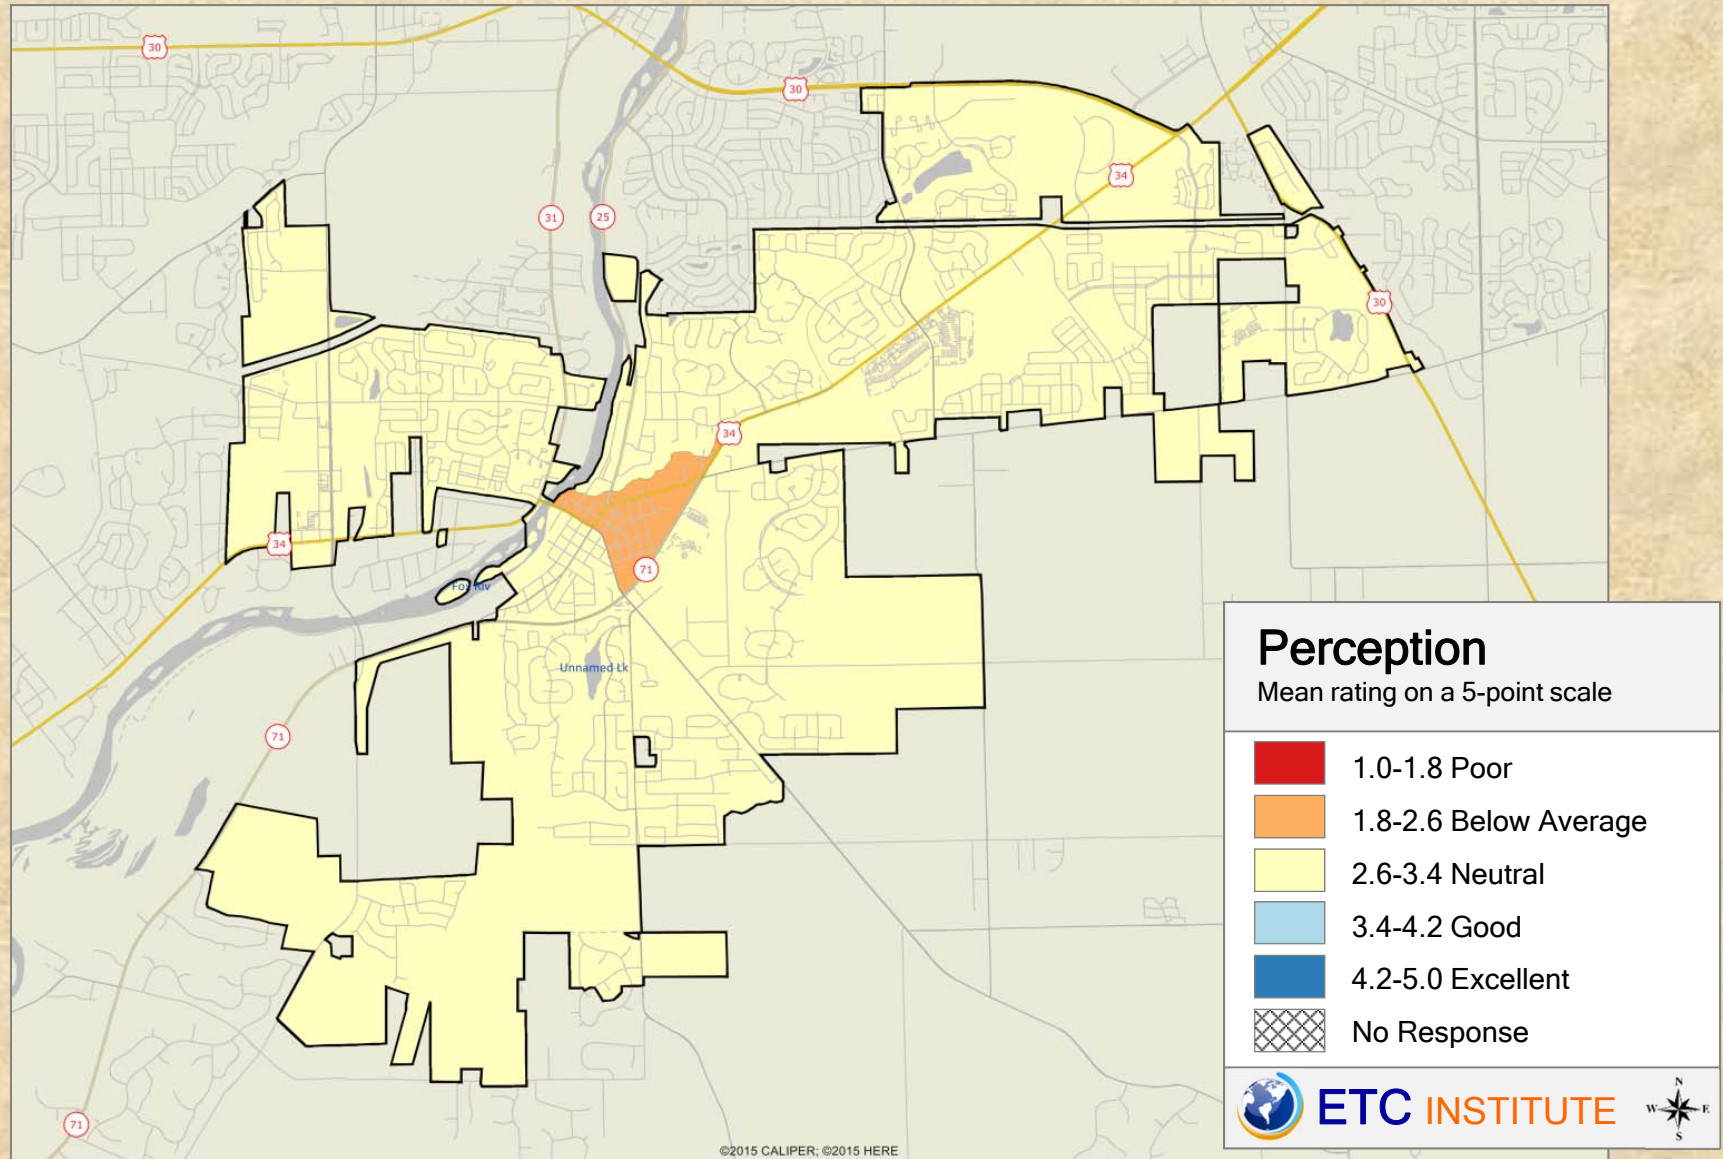 30
30
34
31
25
30
34
34
71
Fox Riv
Unnamed Lk
71
71
Perception
Mean rating on a 5-point scale
1.0-1.8 Poor
1.8-2.6 Below Average
2.6-3.4 Neutral
3.4-4.2 Good
4.2-5.0 Excellent
No Response
ETC INSTITUTE
N
W E
S
©2015 CALIPER; ©2015 HERE